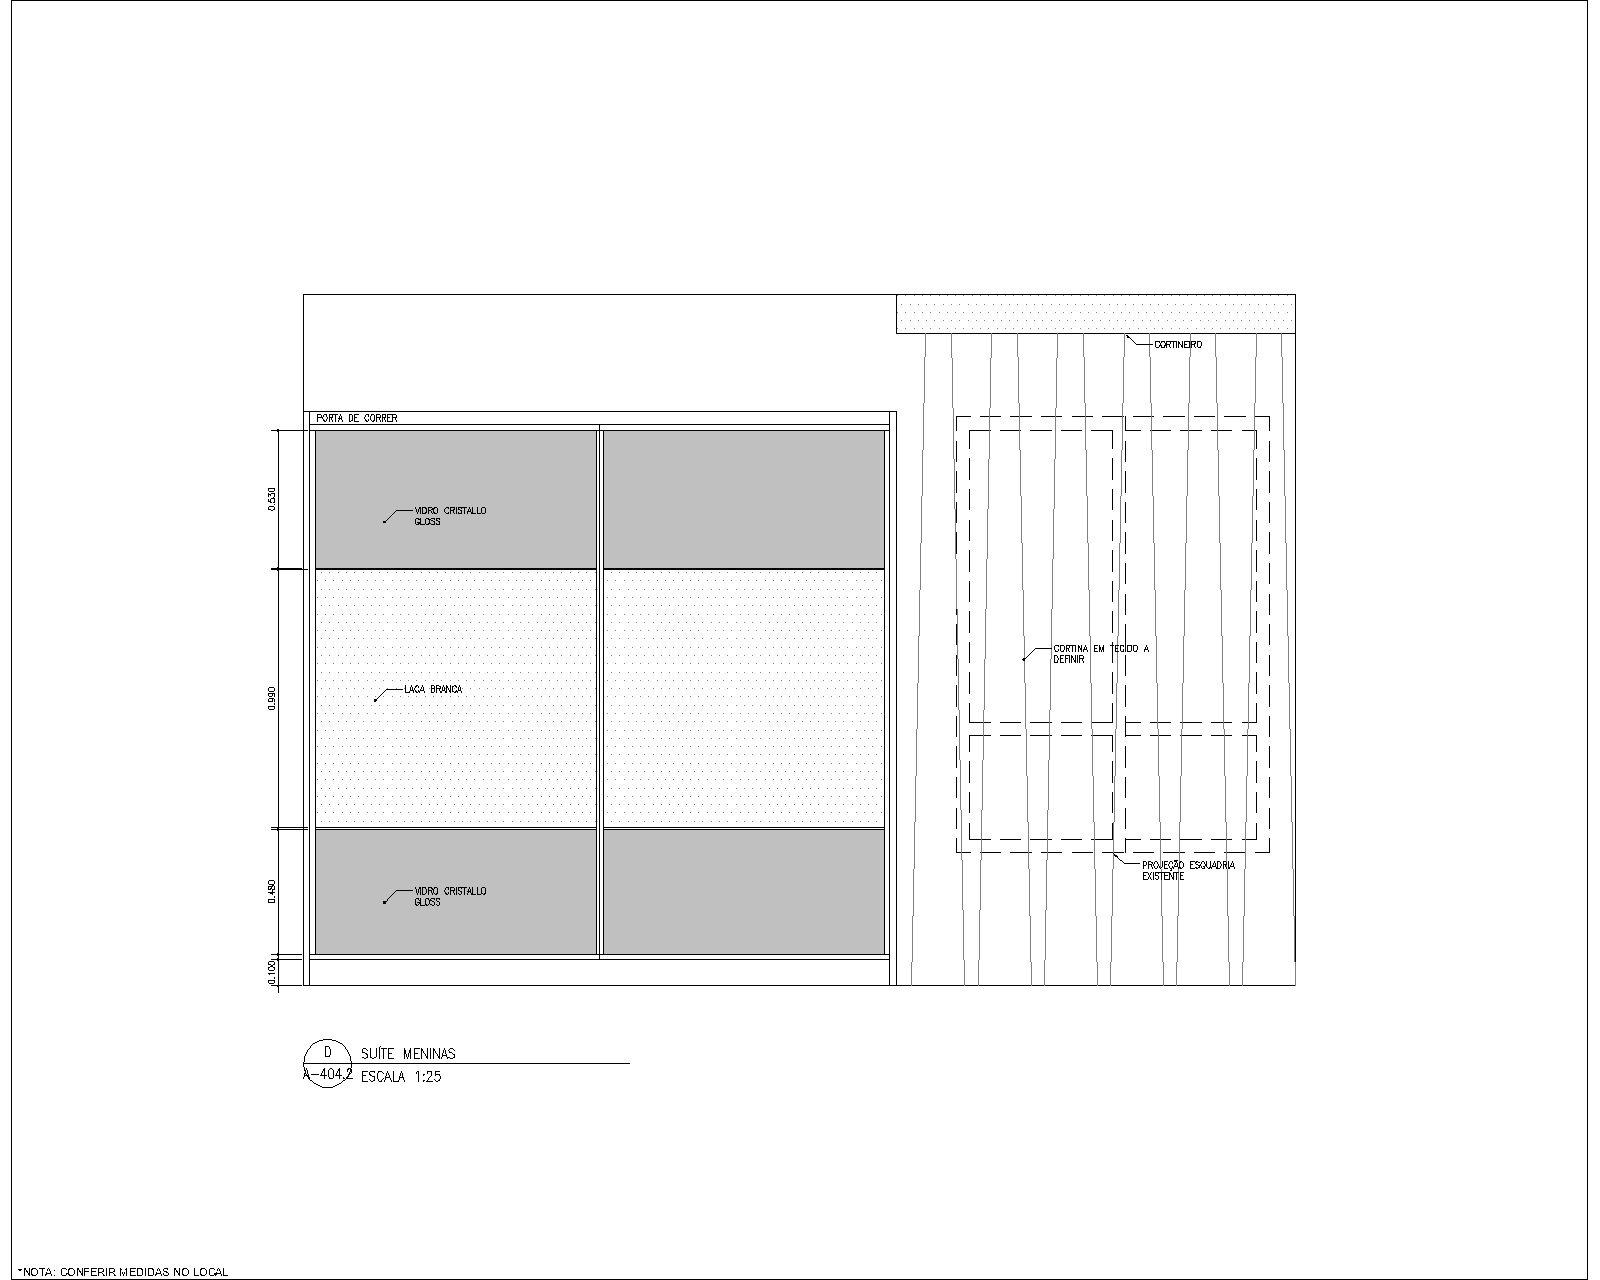 CORTINEIRO
PORTA DE CORRER
0.530
VIDRO CRISTALLO
GLOSS
CORTINA EM TECIDO A
DEFINIR
LACA BRANCA
0.990
PROJEÇÃO ESQUADRIA
EXISTENTE
0.480
VIDRO CRISTALLO
GLOSS
0.100
D
SUÍTE MENINAS
A-404.2
ESCALA 1:25
*NOTA: CONFERIR MEDIDAS NO LOCAL